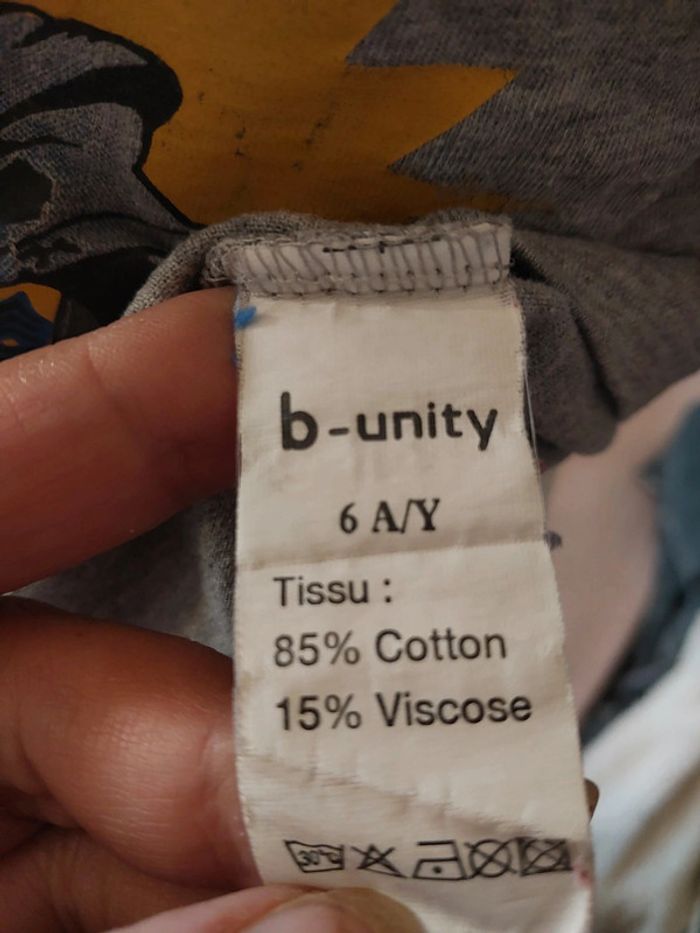 b-unity
6 A/Y
Tissu :
85% Cotton
15% Viscose
30°C